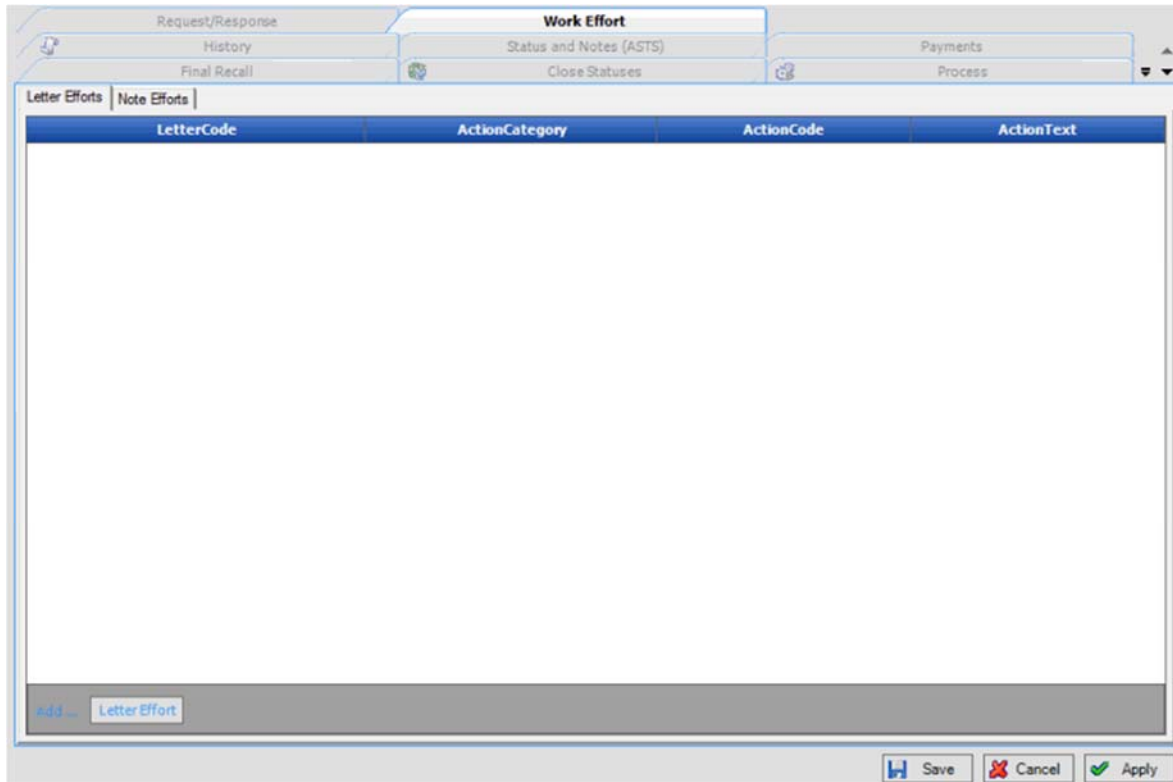 Request/Response Work Effort
History Status and Notes (ASTS) Payments
Final Recall Close Statuses Process
Letter Efforts Note Efforts
LetterCode ActionCategory ActionCode ActionText
Add ... Letter Effort
Save Cancel Apply